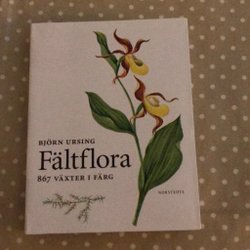 BJÖRN URSING
Fältflora
867 VÄXTER I FÄRG
NORSTEDTS